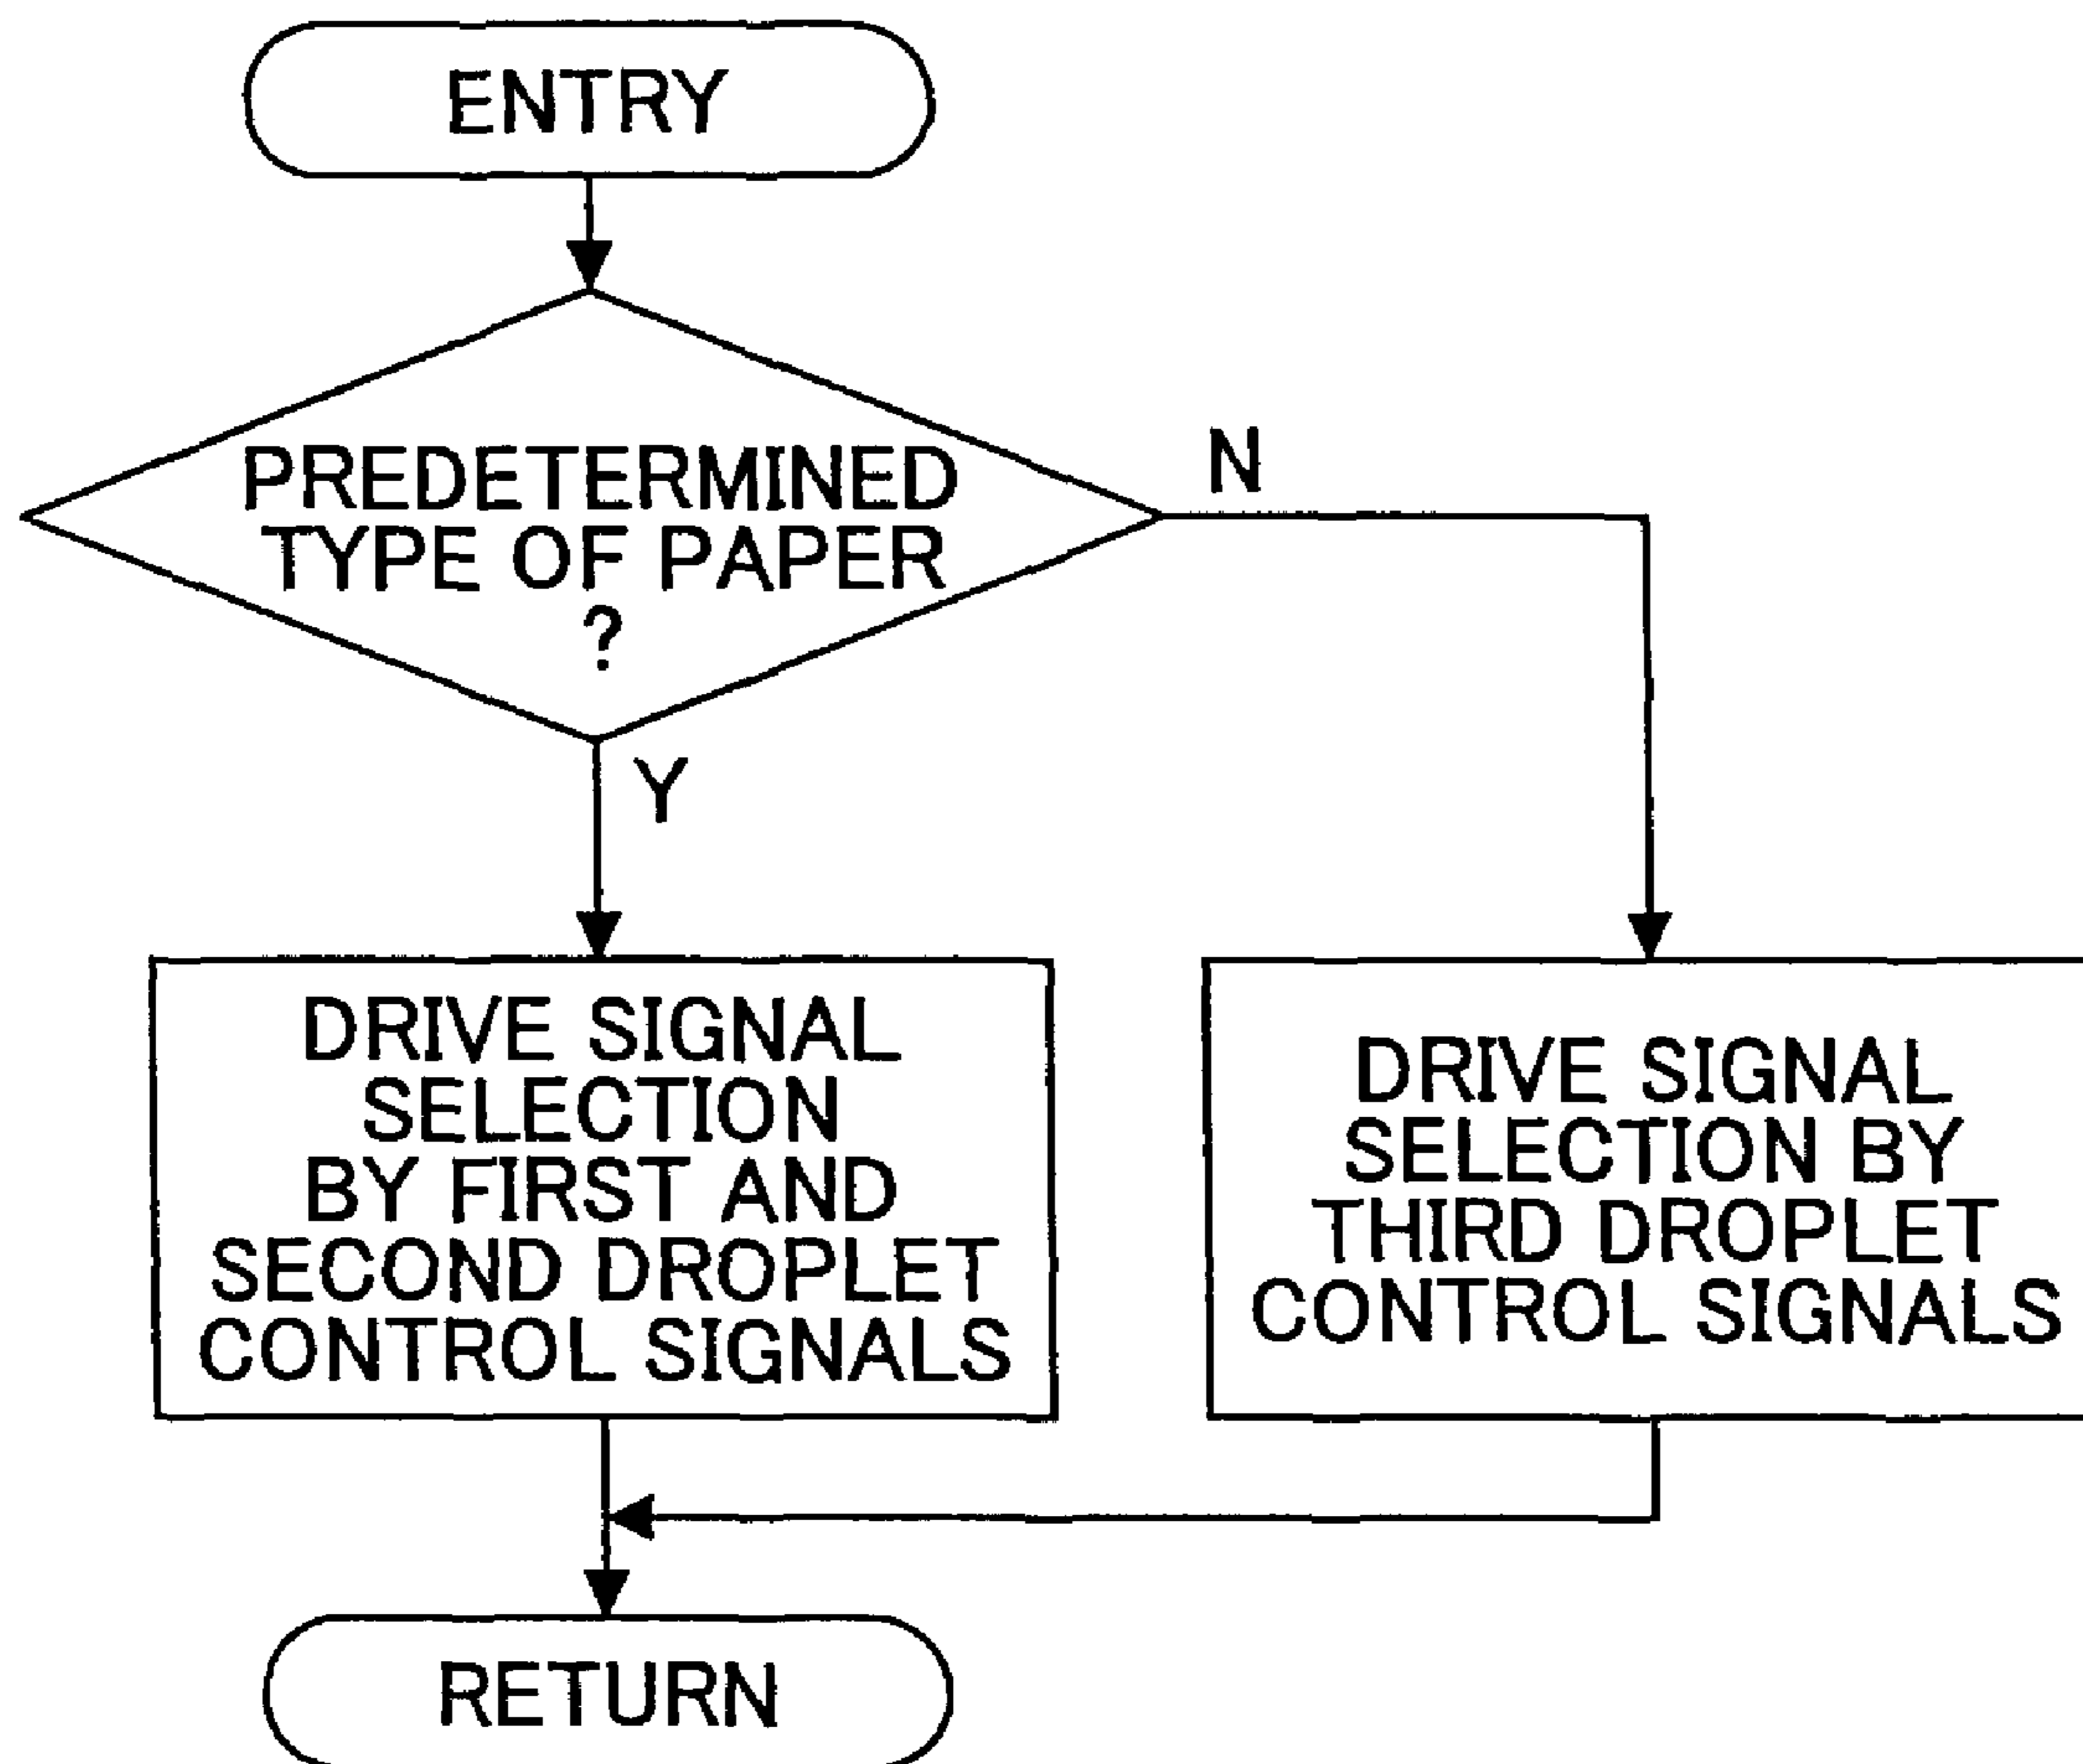 ENTRY
PREDETERMINED
TYPE OF PAPER
?
N
Y
DRIVE SIGNAL
SELECTION
BY FIRST AND
SECOND DROPLET
CONTROL SIGNALS
DRIVE SIGNAL
SELECTION BY
THIRD DROPLET
CONTROL SIGNALS
RETURN